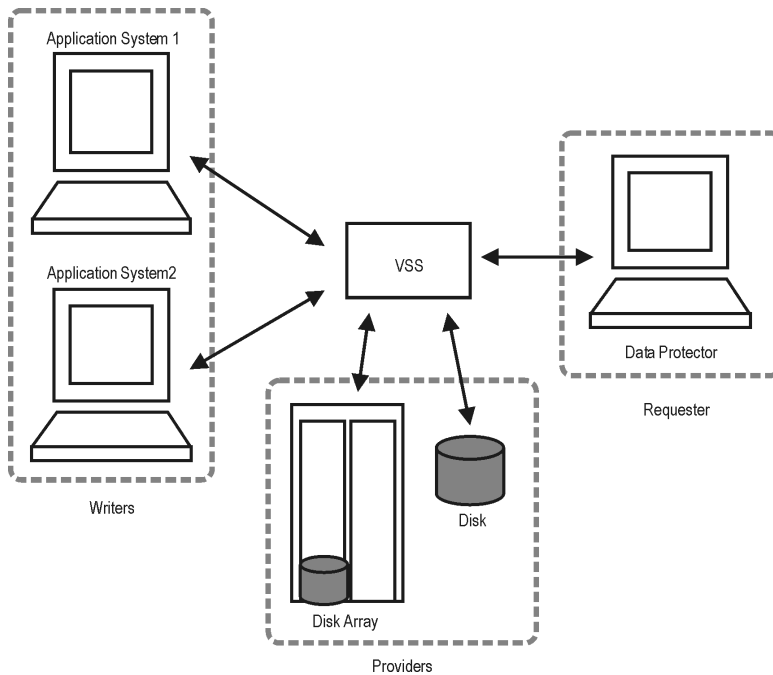 Application System 1
Application System2
Writers
VSS
Data Protector
Requester
Disk
Disk Array
Providers